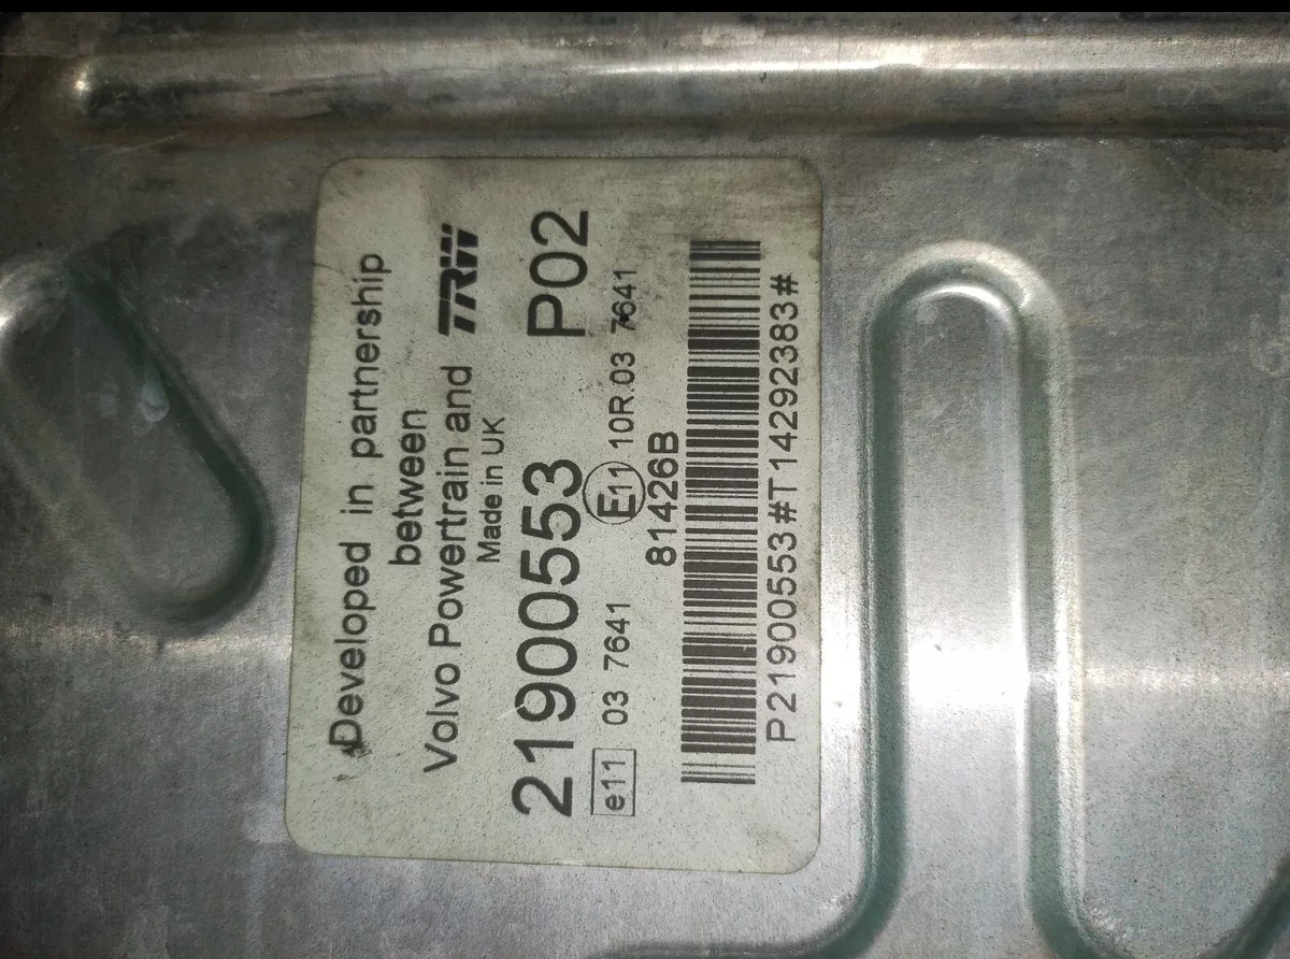 Developed in partnership
between
Volvo Powertrain and TRW
Made in UK
21900553 P02
e11 03 7641 E11 10R.03 7641
81426B
P21900553#T14292383#